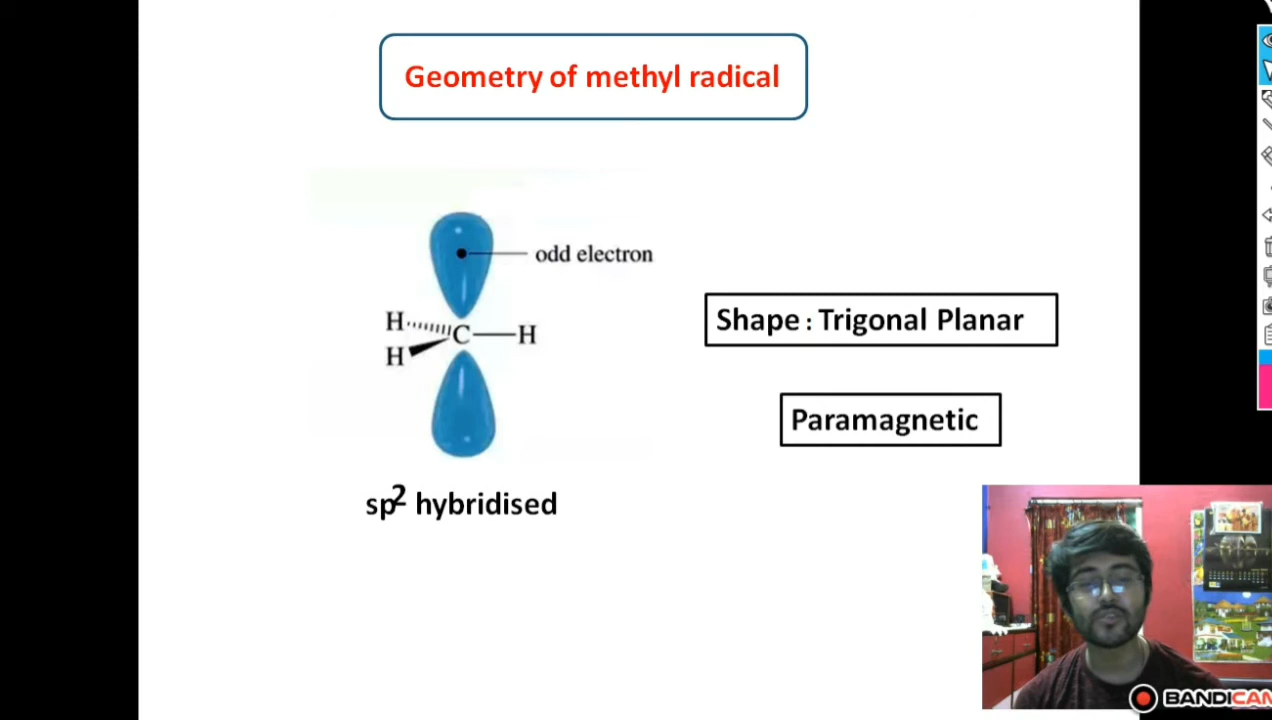 Geometry of methyl radical
odd electron
H
C H
H
Shape : Trigonal Planar
Paramagnetic
sp2 hybridised
BANDICAM